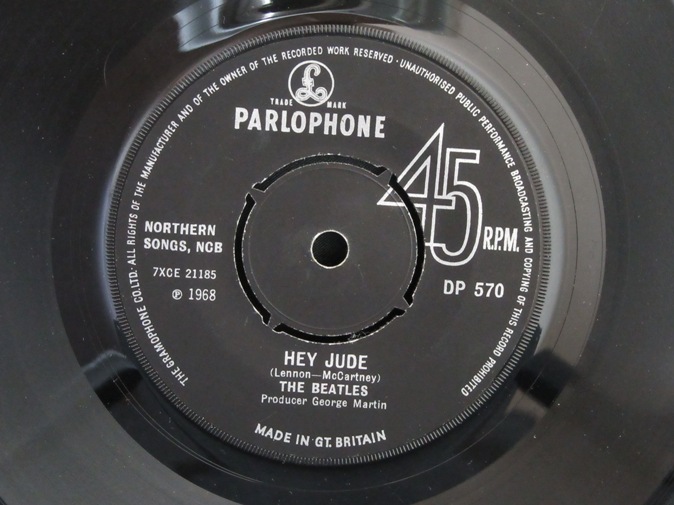 THE GRAMOPHONE CO.LTD. ALL RIGHTS OF THE MANUFACTURER AND OF THE OWNER OF THE RECORDED WORK RESERVED · UNAUTHORISED PUBLIC PERFORMANCE BROADCASTING AND COPYING OF THIS RECORD PROHIBITED
£
TRADE MARK
PARLOPHONE
45
R.P.M.
NORTHERN
SONGS, NCB
7XCE 21185
℗ 1968
DP 570
HEY JUDE
(Lennon—McCartney)
THE BEATLES
Producer George Martin
MADE IN GT. BRITAIN